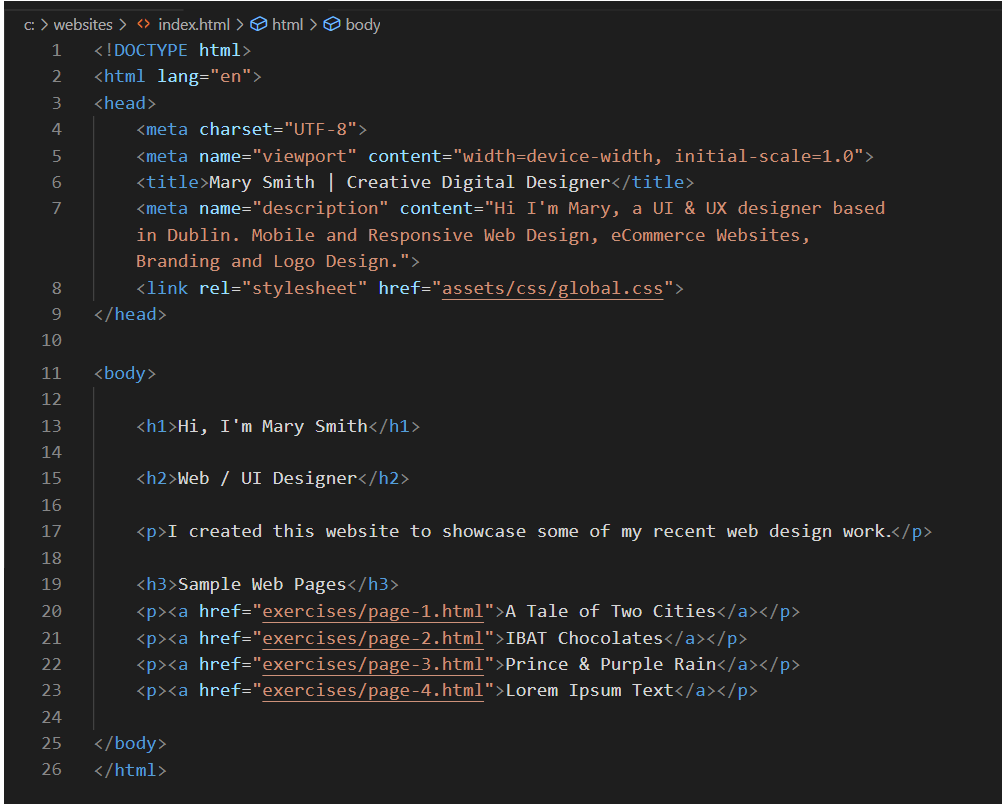 c: > websites > <> index.html > html > body
1 <!DOCTYPE html>
2 <html lang="en">
3 <head>
4     <meta charset="UTF-8">
5     <meta name="viewport" content="width=device-width, initial-scale=1.0">
6     <title>Mary Smith | Creative Digital Designer</title>
7     <meta name="description" content="Hi I'm Mary, a UI & UX designer based
    in Dublin. Mobile and Responsive Web Design, eCommerce Websites,
    Branding and Logo Design.">
8     <link rel="stylesheet" href="assets/css/global.css">
9 </head>
10
11 <body>
12
13     <h1>Hi, I'm Mary Smith</h1>
14
15     <h2>Web / UI Designer</h2>
16
17     <p>I created this website to showcase some of my recent web design work.</p>
18
19     <h3>Sample Web Pages</h3>
20     <p><a href="exercises/page-1.html">A Tale of Two Cities</a></p>
21     <p><a href="exercises/page-2.html">IBAT Chocolates</a></p>
22     <p><a href="exercises/page-3.html">Prince & Purple Rain</a></p>
23     <p><a href="exercises/page-4.html">Lorem Ipsum Text</a></p>
24
25 </body>
26 </html>